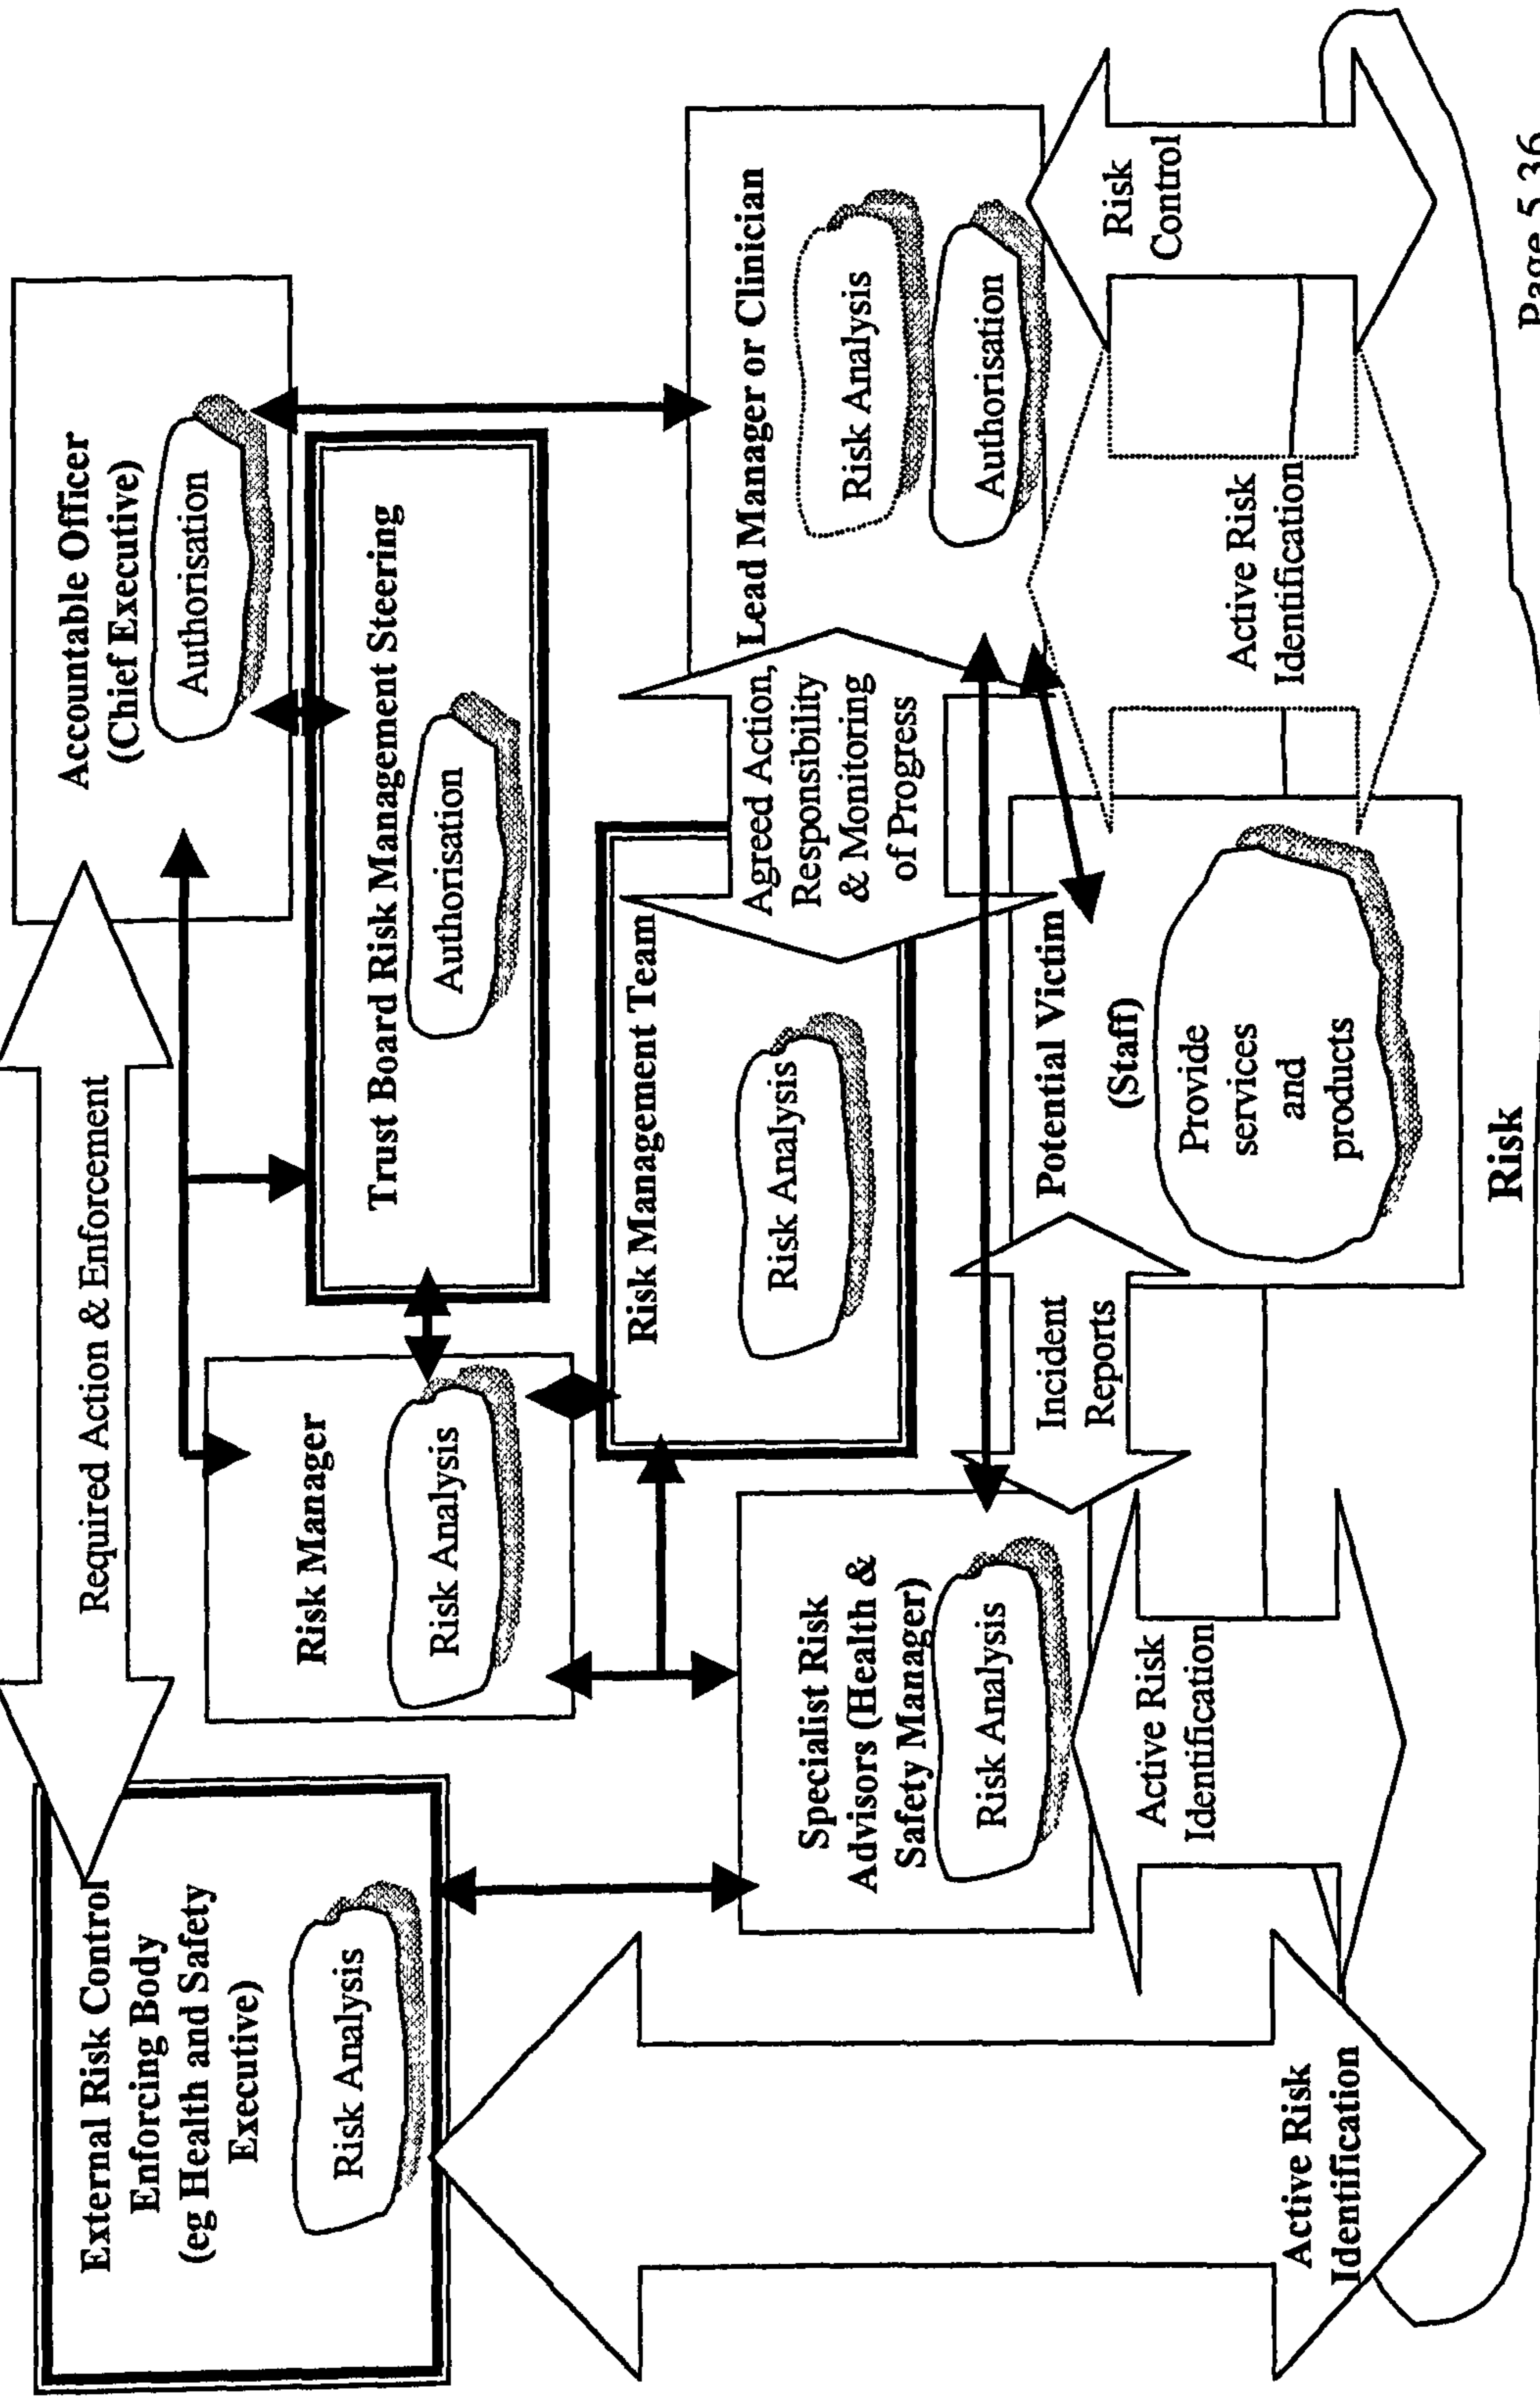 External Risk Control
Enforcing Body
(eg Health and Safety
Executive)
Risk Analysis
Required Action & Enforcement
Accountable Officer
(Chief Executive)
Authorisation
Risk Manager
Risk Analysis
Trust Board Risk Management Steering
Authorisation
Risk Management Team
Risk Analysis
Agreed Action,
Responsibility
& Monitoring
of Progress
Lead Manager or Clinician
Risk Analysis
Authorisation
Specialist Risk
Advisors (Health &
Safety Manager)
Risk Analysis
Incident
Reports
Potential Victim
(Staff)
Provide
services
and
products
Active Risk
Identification
Active Risk
Identification
Active Risk
Identification
Risk
Control
Risk
Page 5.36